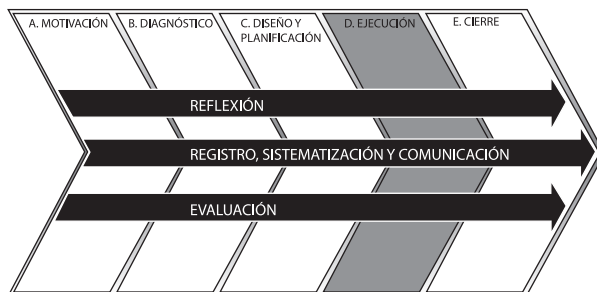 A. MOTIVACIÓN
B. DIAGNÓSTICO
C. DISEÑO Y
PLANIFICACIÓN
D. EJECUCIÓN
E. CIERRE
REFLEXIÓN
REGISTRO, SISTEMATIZACIÓN Y COMUNICACIÓN
EVALUACIÓN